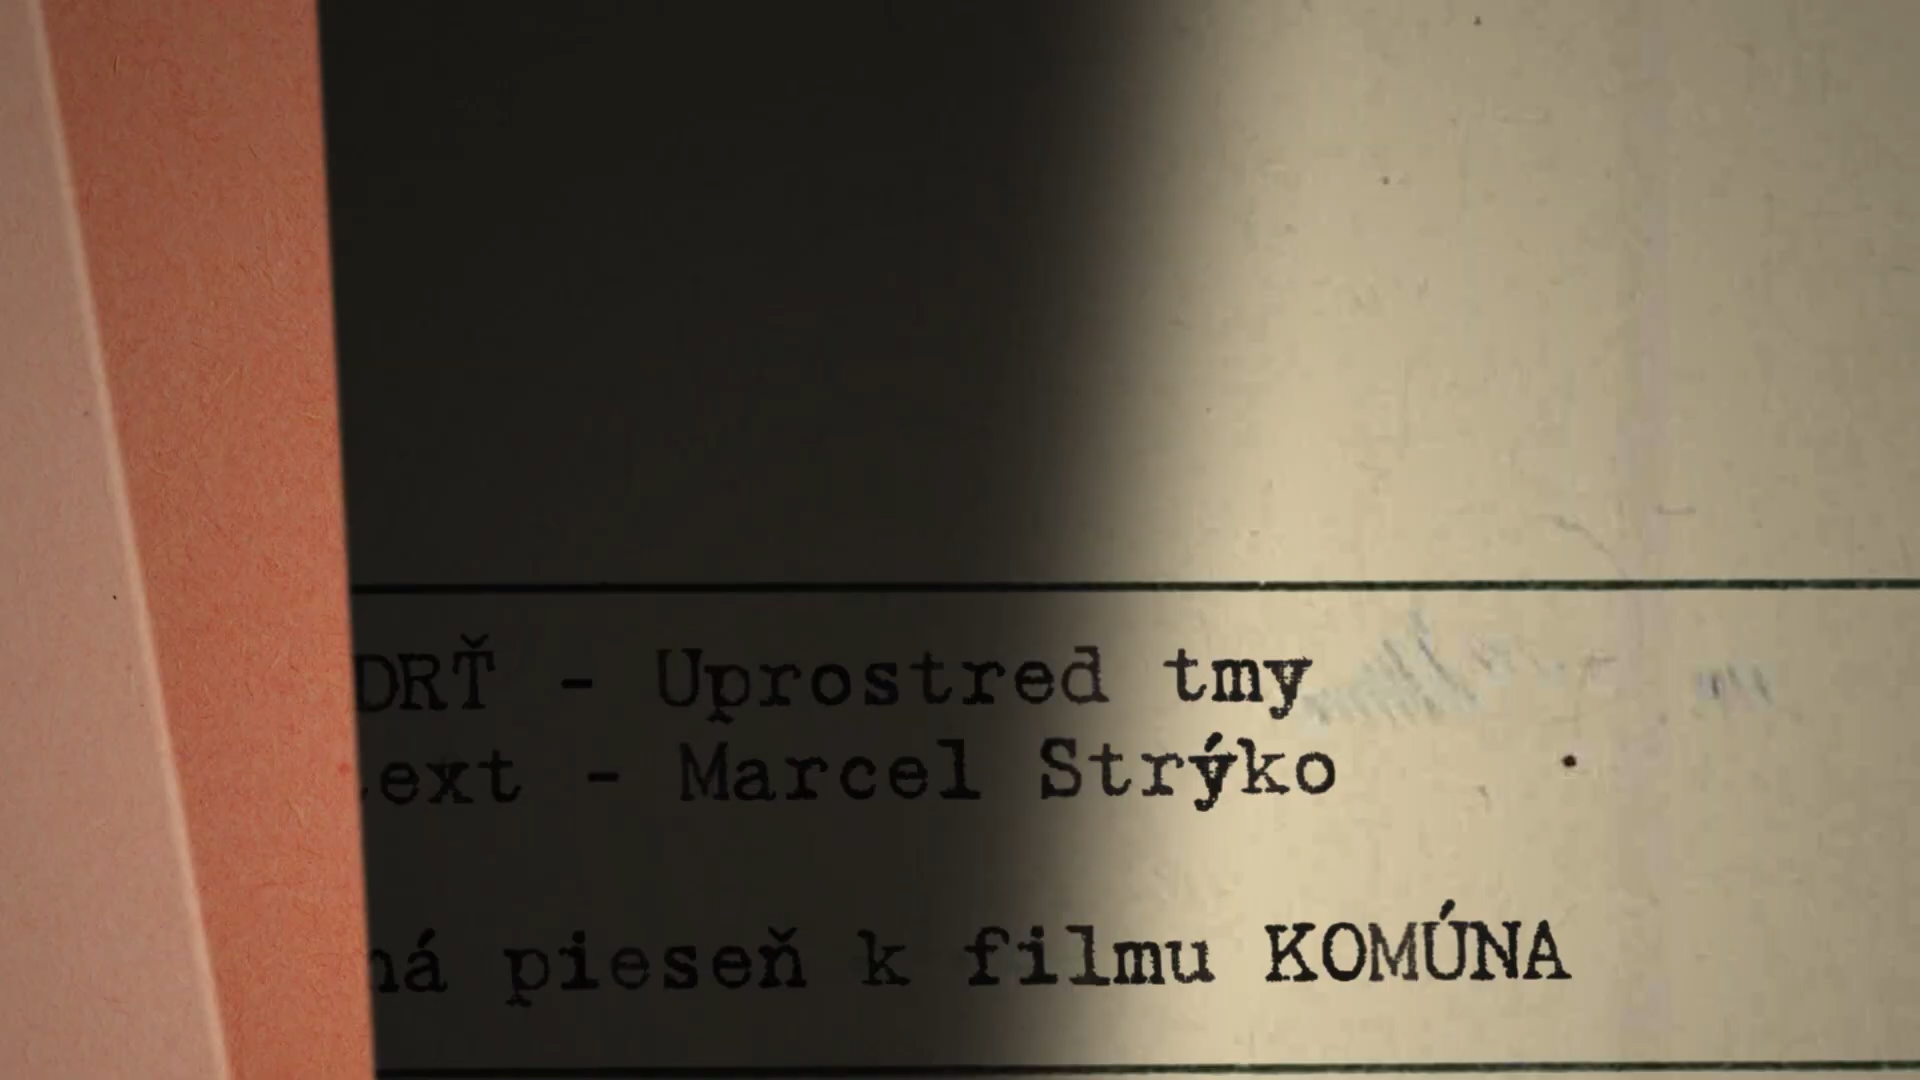 DRŤ - Uprostred tmy
ext - Marcel Strýko
ná pieseň k filmu KOMÚNA